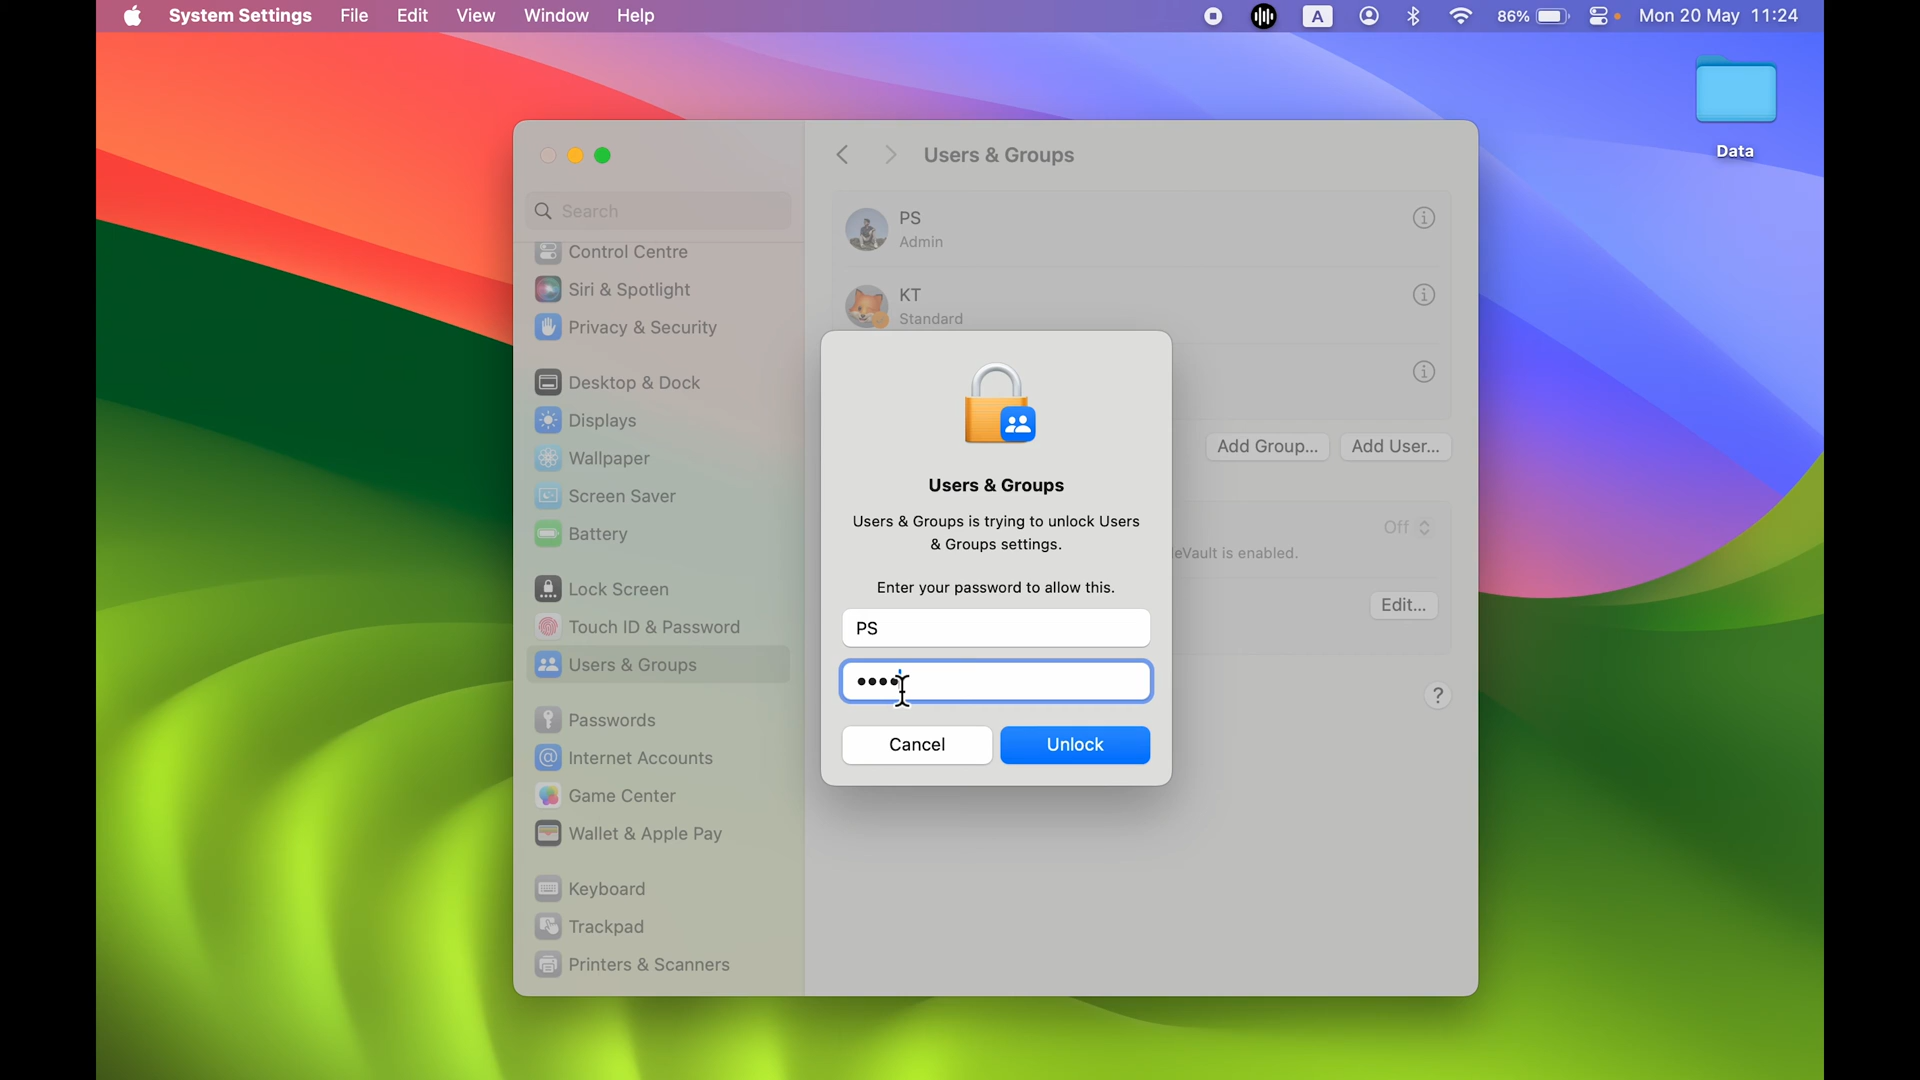 System Settings File Edit View Window Help A 86% Mon 20 May 11:24
Data
Users & Groups
Search
Control Centre
Siri & Spotlight
Privacy & Security
Desktop & Dock
Displays
Wallpaper
Screen Saver
Battery
Lock Screen
Touch ID & Password
Users & Groups
Passwords
Internet Accounts
Game Center
Wallet & Apple Pay
Keyboard
Trackpad
Printers & Scanners
PS
Admin
KT
Standard
Add Group... Add User...
Off
eVault is enabled.
Edit...
?
Users & Groups
Users & Groups is trying to unlock Users
& Groups settings.
Enter your password to allow this.
PS
••••
Cancel Unlock